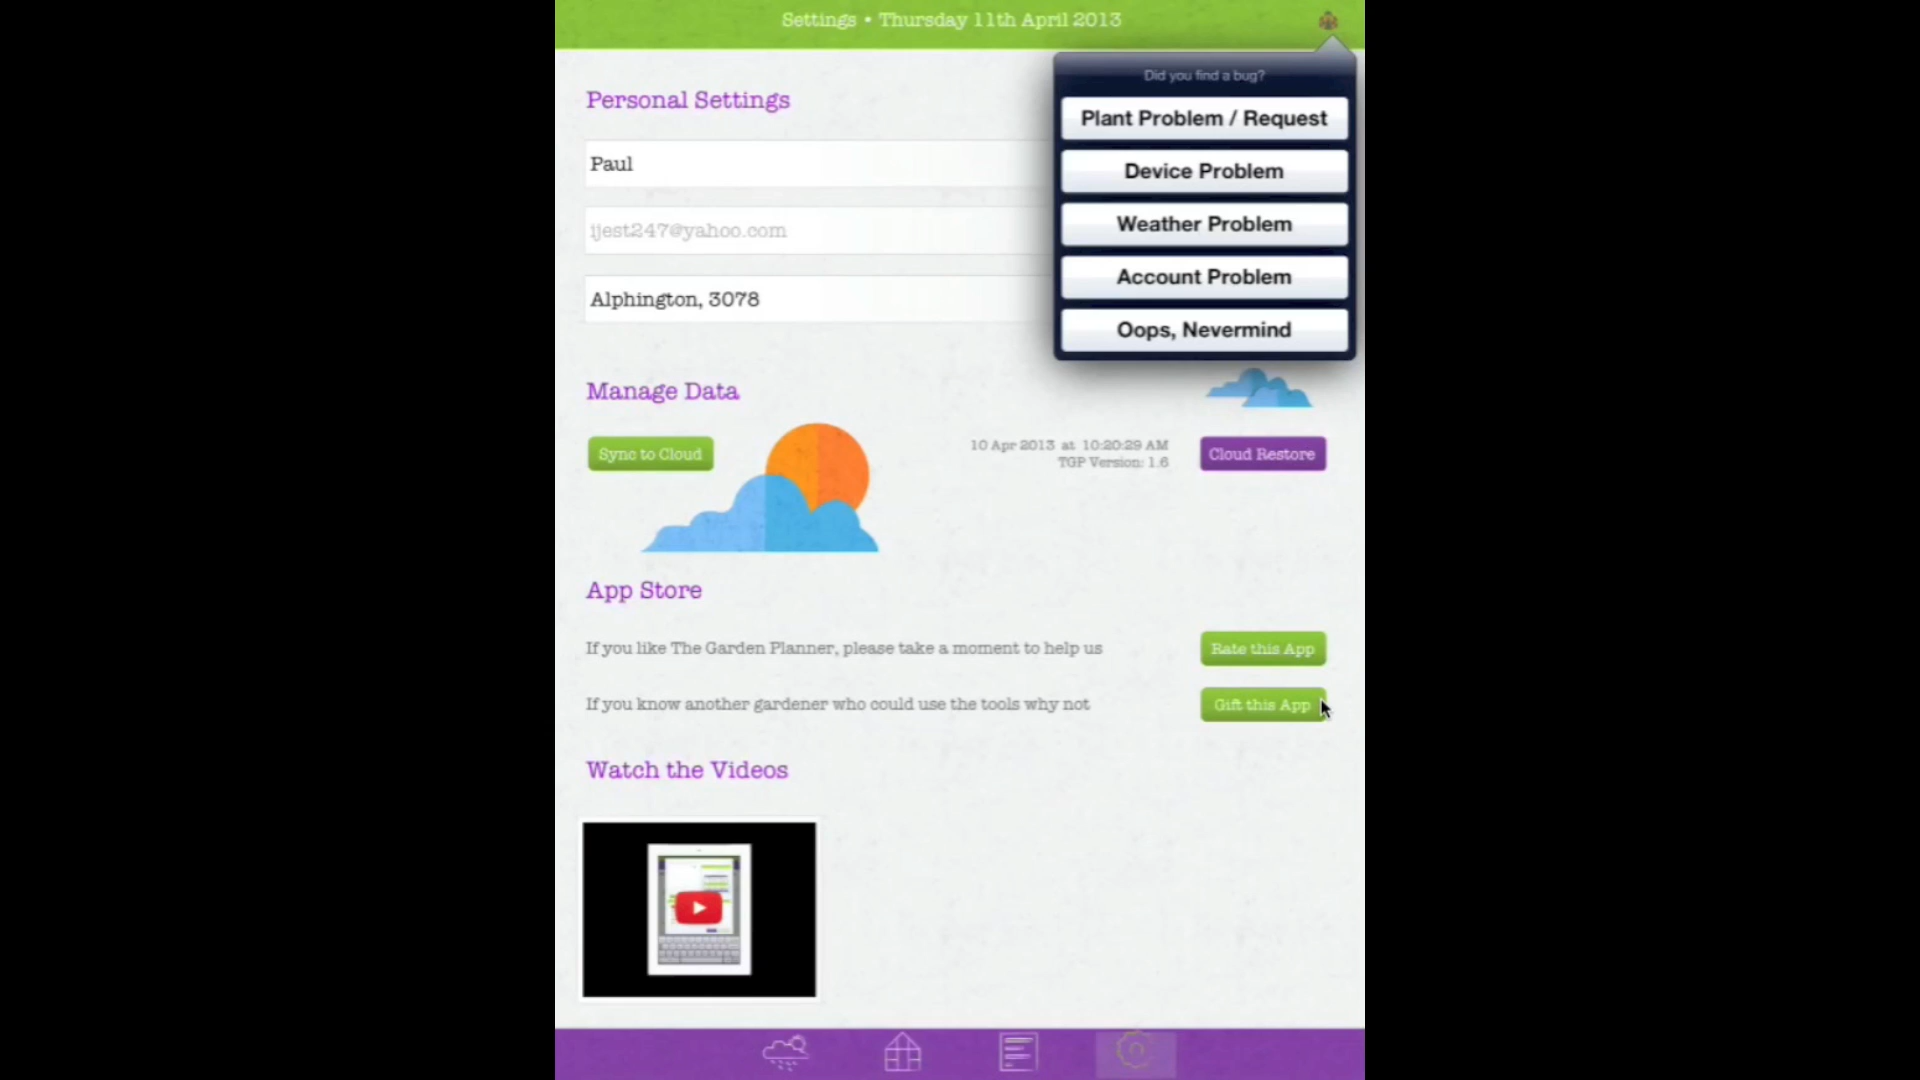 Settings • Thursday 11th April 2013
Did you find a bug?
Plant Problem / Request
Device Problem
Weather Problem
Account Problem
Oops, Nevermind
Personal Settings
Paul
ijest247@yahoo.com
Alphington, 3078
Manage Data
Sync to Cloud
10 Apr 2013 at 10:20:29 AM
TGP Version: 1.6
Cloud Restore
App Store
If you like The Garden Planner, please take a moment to help us
Rate this App
If you know another gardener who could use the tools why not
Gift this App
Watch the Videos